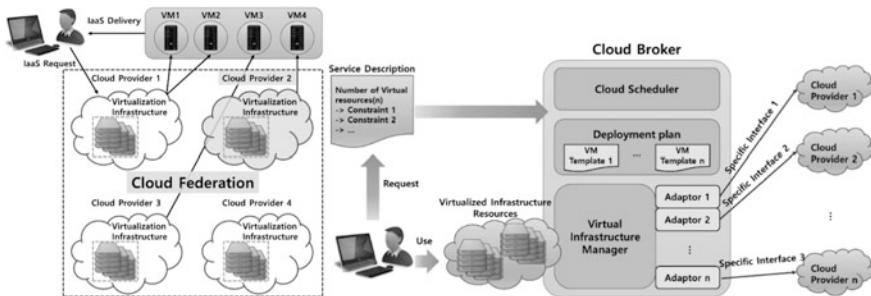 VM1 VM2 VM3 VM4
IaaS Delivery
IaaS Request
Cloud Provider 1
Cloud Provider 2
Virtualization
Infrastructure
Virtualization
Infrastructure
Cloud Federation
Cloud Provider 3
Cloud Provider 4
Virtualization
Infrastructure
Virtualization
Infrastructure
Service Description
Number of Virtual
resources(n)
-> Constraint 1
-> Constraint 2
-> ...
Request
Use
Virtualized Infrastructure
Resources
Cloud Broker
Cloud Scheduler
Deployment plan
VM
Template 1
...
VM
Template n
Virtual
Infrastructure
Manager
Adaptor 1
Adaptor 2
⋮
Adaptor n
Specific Interface 1
Specific Interface 2
Specific Interface 3
Cloud
Provider 1
Cloud
Provider 2
⋮
Cloud
Provider n